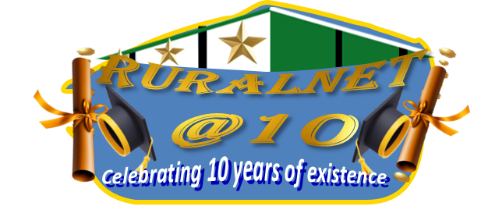 RURALNET
@10
Celebrating 10 years of existence